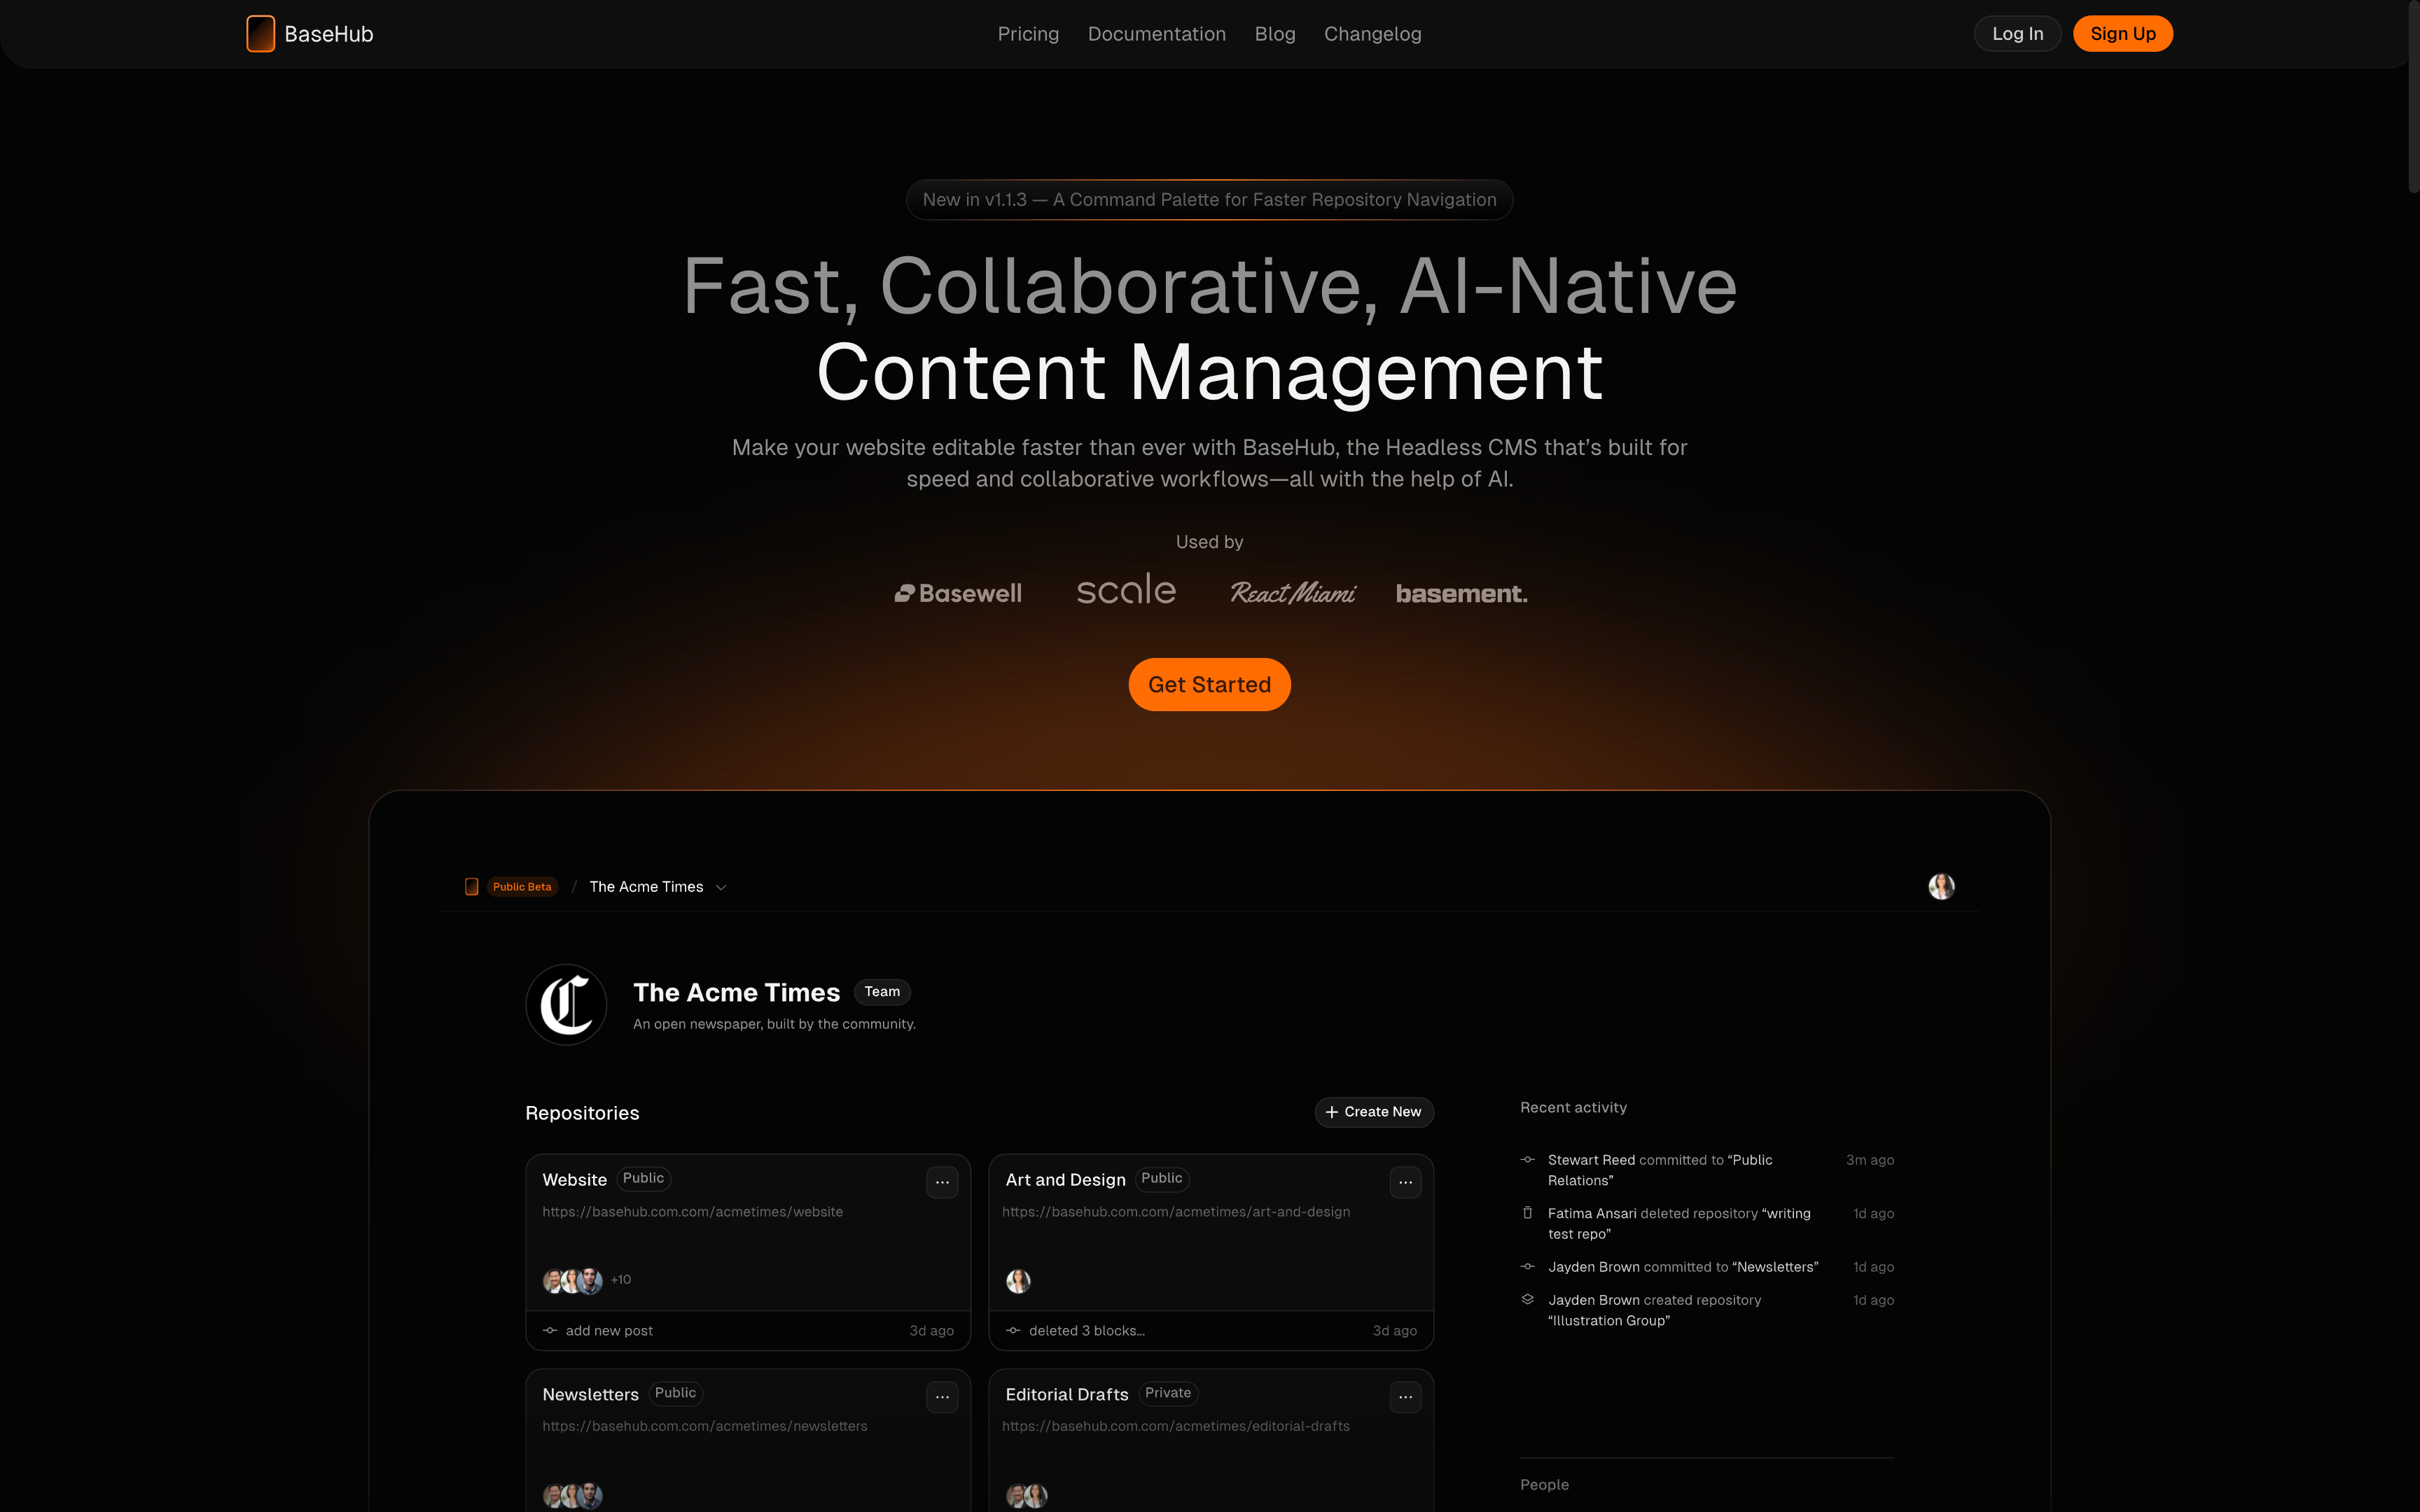 BaseHub
Pricing
Documentation
Blog
Changelog
Log In
Sign Up
New in v1.1.3 — A Command Palette for Faster Repository Navigation
Fast, Collaborative, AI-Native
Content Management
Make your website editable faster than ever with BaseHub, the Headless CMS that’s built for
speed and collaborative workflows—all with the help of AI.
Used by
Basewell
scale
React Miami
basement.
Get Started
Public Beta
/
The Acme Times
C
The Acme Times
Team
An open newspaper, built by the community.
Repositories
+ Create New
Website
Public
https://basehub.com.com/acmetimes/website
+10
add new post
3d ago
Art and Design
Public
https://basehub.com.com/acmetimes/art-and-design
deleted 3 blocks...
3d ago
Newsletters
Public
https://basehub.com.com/acmetimes/newsletters
Editorial Drafts
Private
https://basehub.com.com/acmetimes/editorial-drafts
Recent activity
Stewart Reed committed to “Public
Relations”
3m ago
Fatima Ansari deleted repository “writing
test repo”
1d ago
Jayden Brown committed to “Newsletters”
1d ago
Jayden Brown created repository
“Illustration Group”
1d ago
People